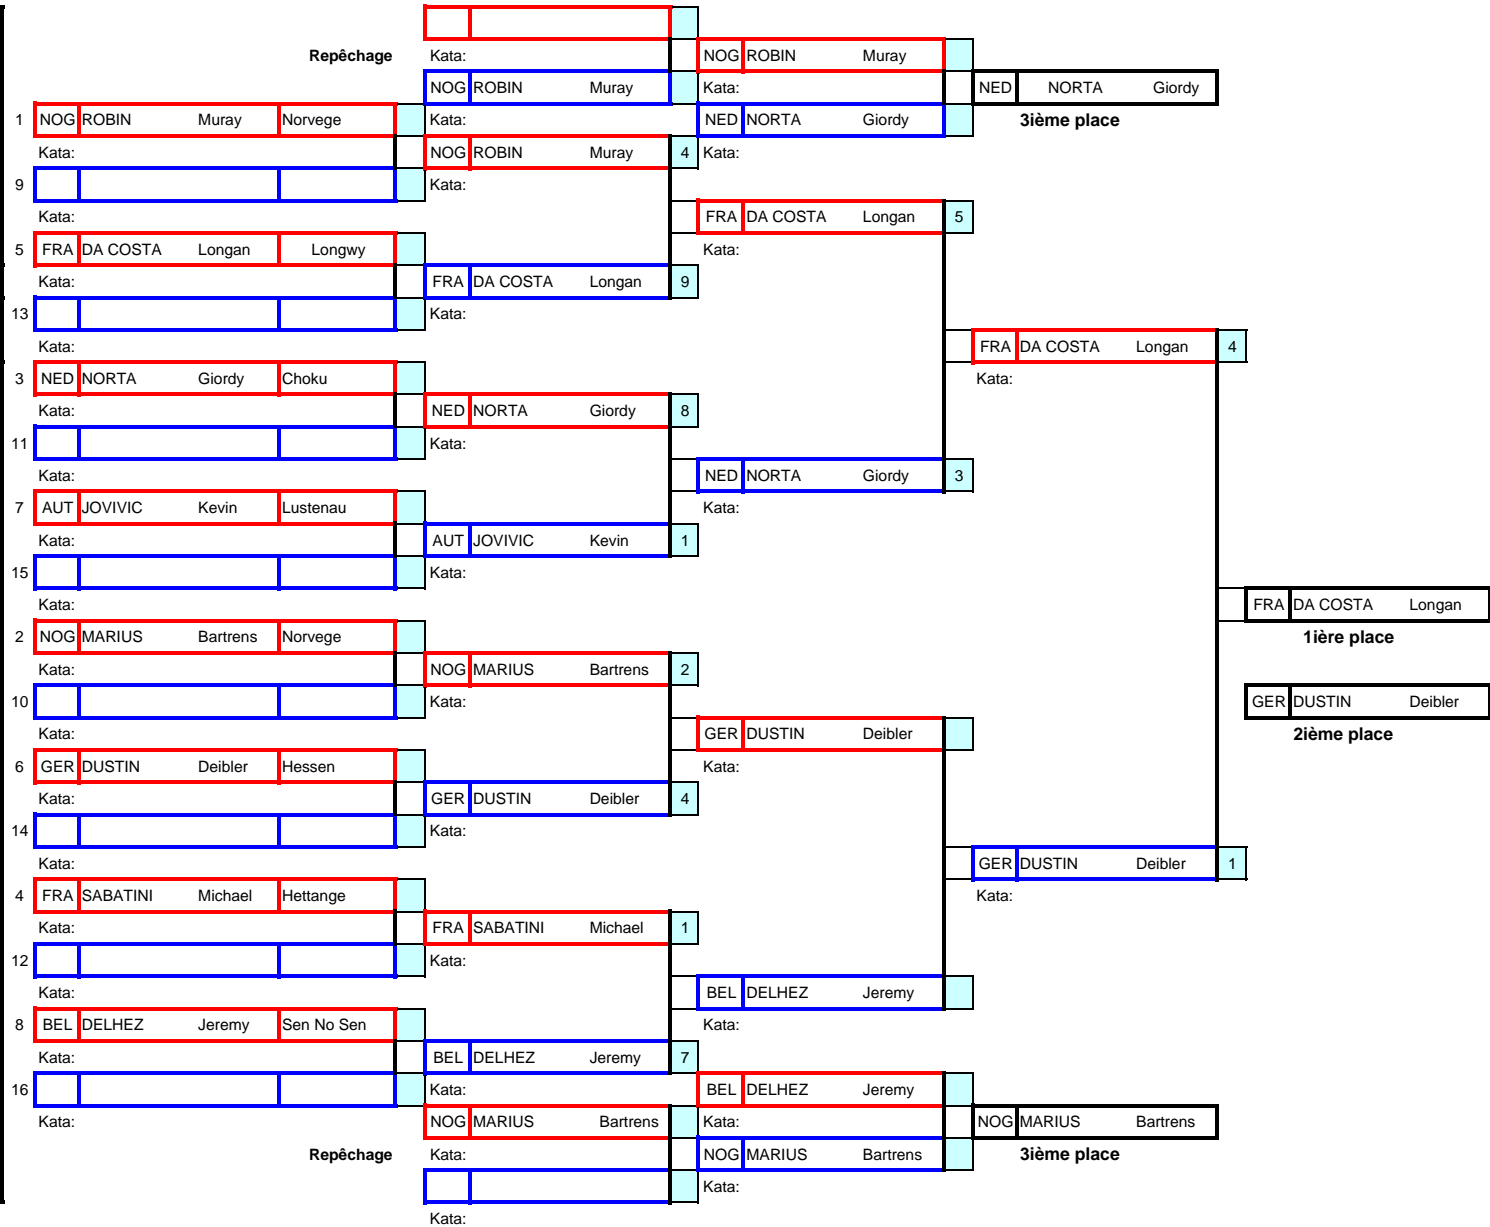 Repêchage Kata: NOG ROBIN Muray
NOG ROBIN Muray Kata: NED NORTA Giordy
1 NOG ROBIN Muray Norvege Kata: NED NORTA Giordy 3ième place
Kata: NOG ROBIN Muray 4 Kata:
9 Kata:
Kata: FRA DA COSTA Longan 5
5 FRA DA COSTA Longan Longwy Kata:
Kata: FRA DA COSTA Longan 9
13 Kata:
Kata: FRA DA COSTA Longan 4
3 NED NORTA Giordy Choku Kata:
Kata: NED NORTA Giordy 8
11 Kata:
Kata: NED NORTA Giordy 3
7 AUT JOVIVIC Kevin Lustenau Kata:
Kata: AUT JOVIVIC Kevin 1
15 Kata:
Kata: FRA DA COSTA Longan
2 NOG MARIUS Bartrens Norvege 1ière place
Kata: NOG MARIUS Bartrens 2
10 Kata: GER DUSTIN Deibler
Kata: GER DUSTIN Deibler 2ième place
6 GER DUSTIN Deibler Hessen Kata:
Kata: GER DUSTIN Deibler 4
14 Kata:
Kata: GER DUSTIN Deibler 1
4 FRA SABATINI Michael Hettange Kata:
Kata: FRA SABATINI Michael 1
12 Kata:
Kata: BEL DELHEZ Jeremy
8 BEL DELHEZ Jeremy Sen No Sen Kata:
Kata: BEL DELHEZ Jeremy 7
16 Kata: BEL DELHEZ Jeremy
Kata: NOG MARIUS Bartrens Kata: NOG MARIUS Bartrens
Repêchage Kata: NOG MARIUS Bartrens 3ième place
Kata:
Kata: